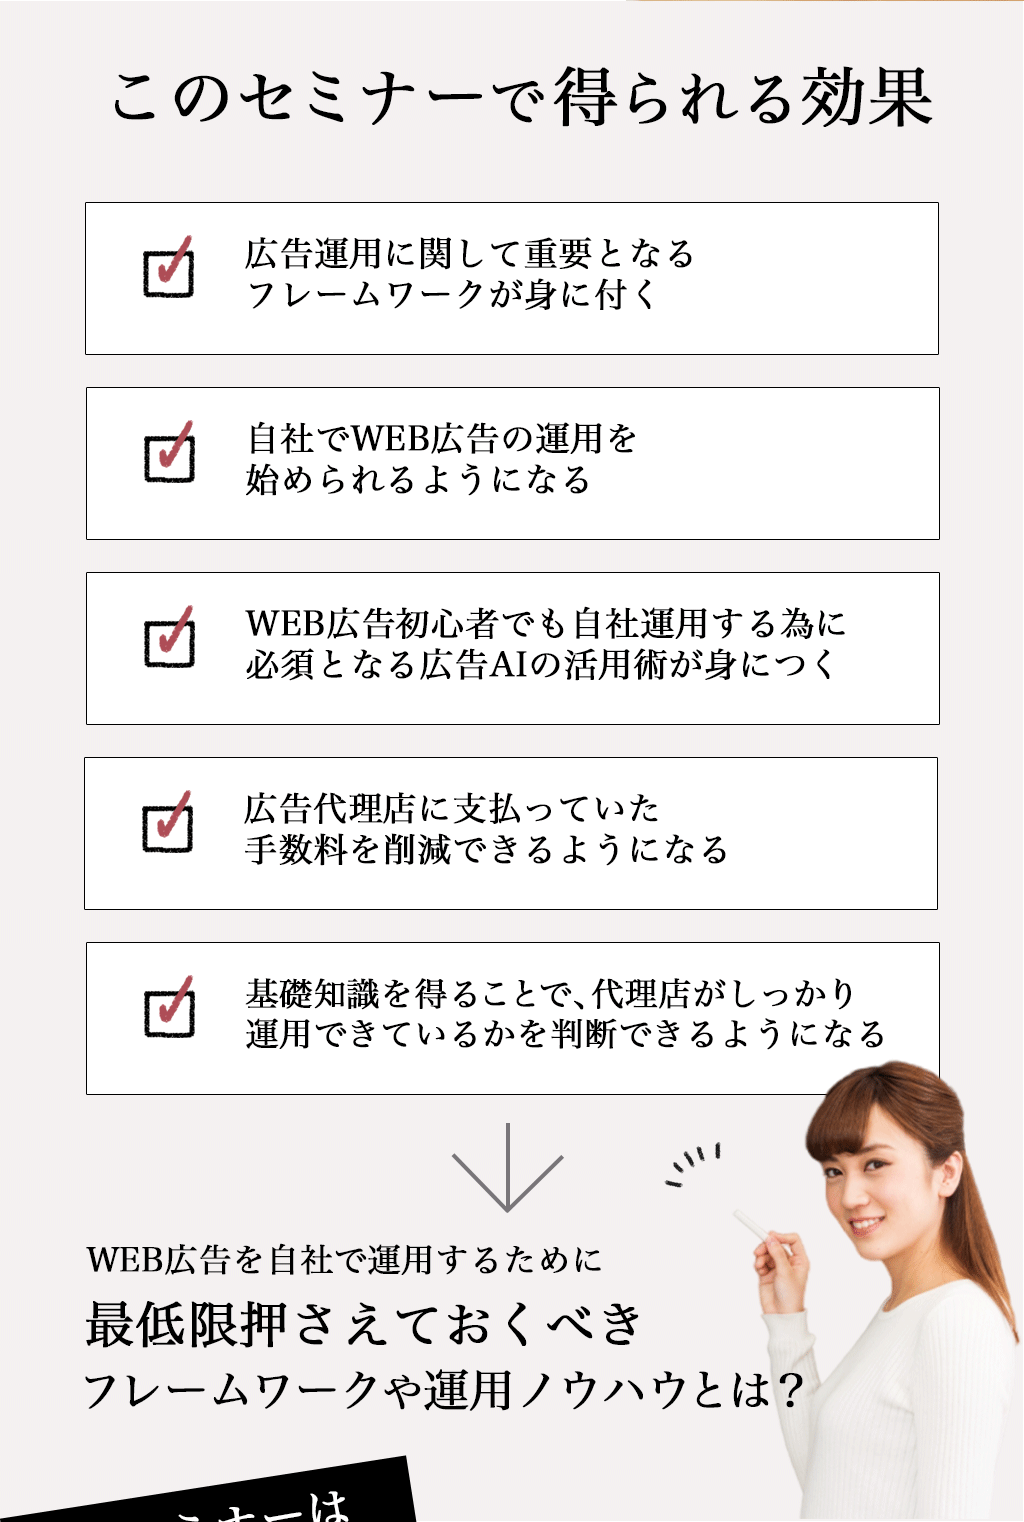 このセミナーで得られる効果
広告運用に関して重要となる
フレームワークが身に付く
自社でWEB広告の運用を
始められるようになる
WEB広告初心者でも自社運用する為に
必須となる広告AIの活用術が身につく
広告代理店に支払っていた
手数料を削減できるようになる
基礎知識を得ることで、代理店がしっかり
運用できているかを判断できるようになる
WEB広告を自社で運用するために
最低限押さえておくべき
フレームワークや運用ノウハウとは？